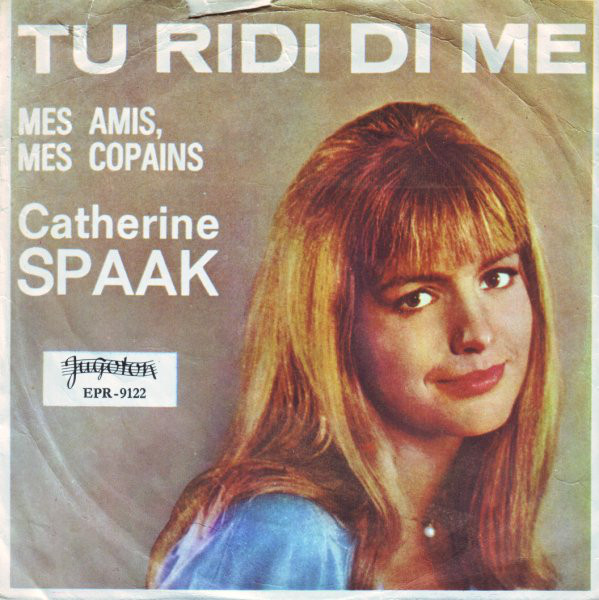 TU RIDI DI ME
MES AMIS,
MES COPAINS
Catherine
SPAAK
Jugoton
EPR-9122